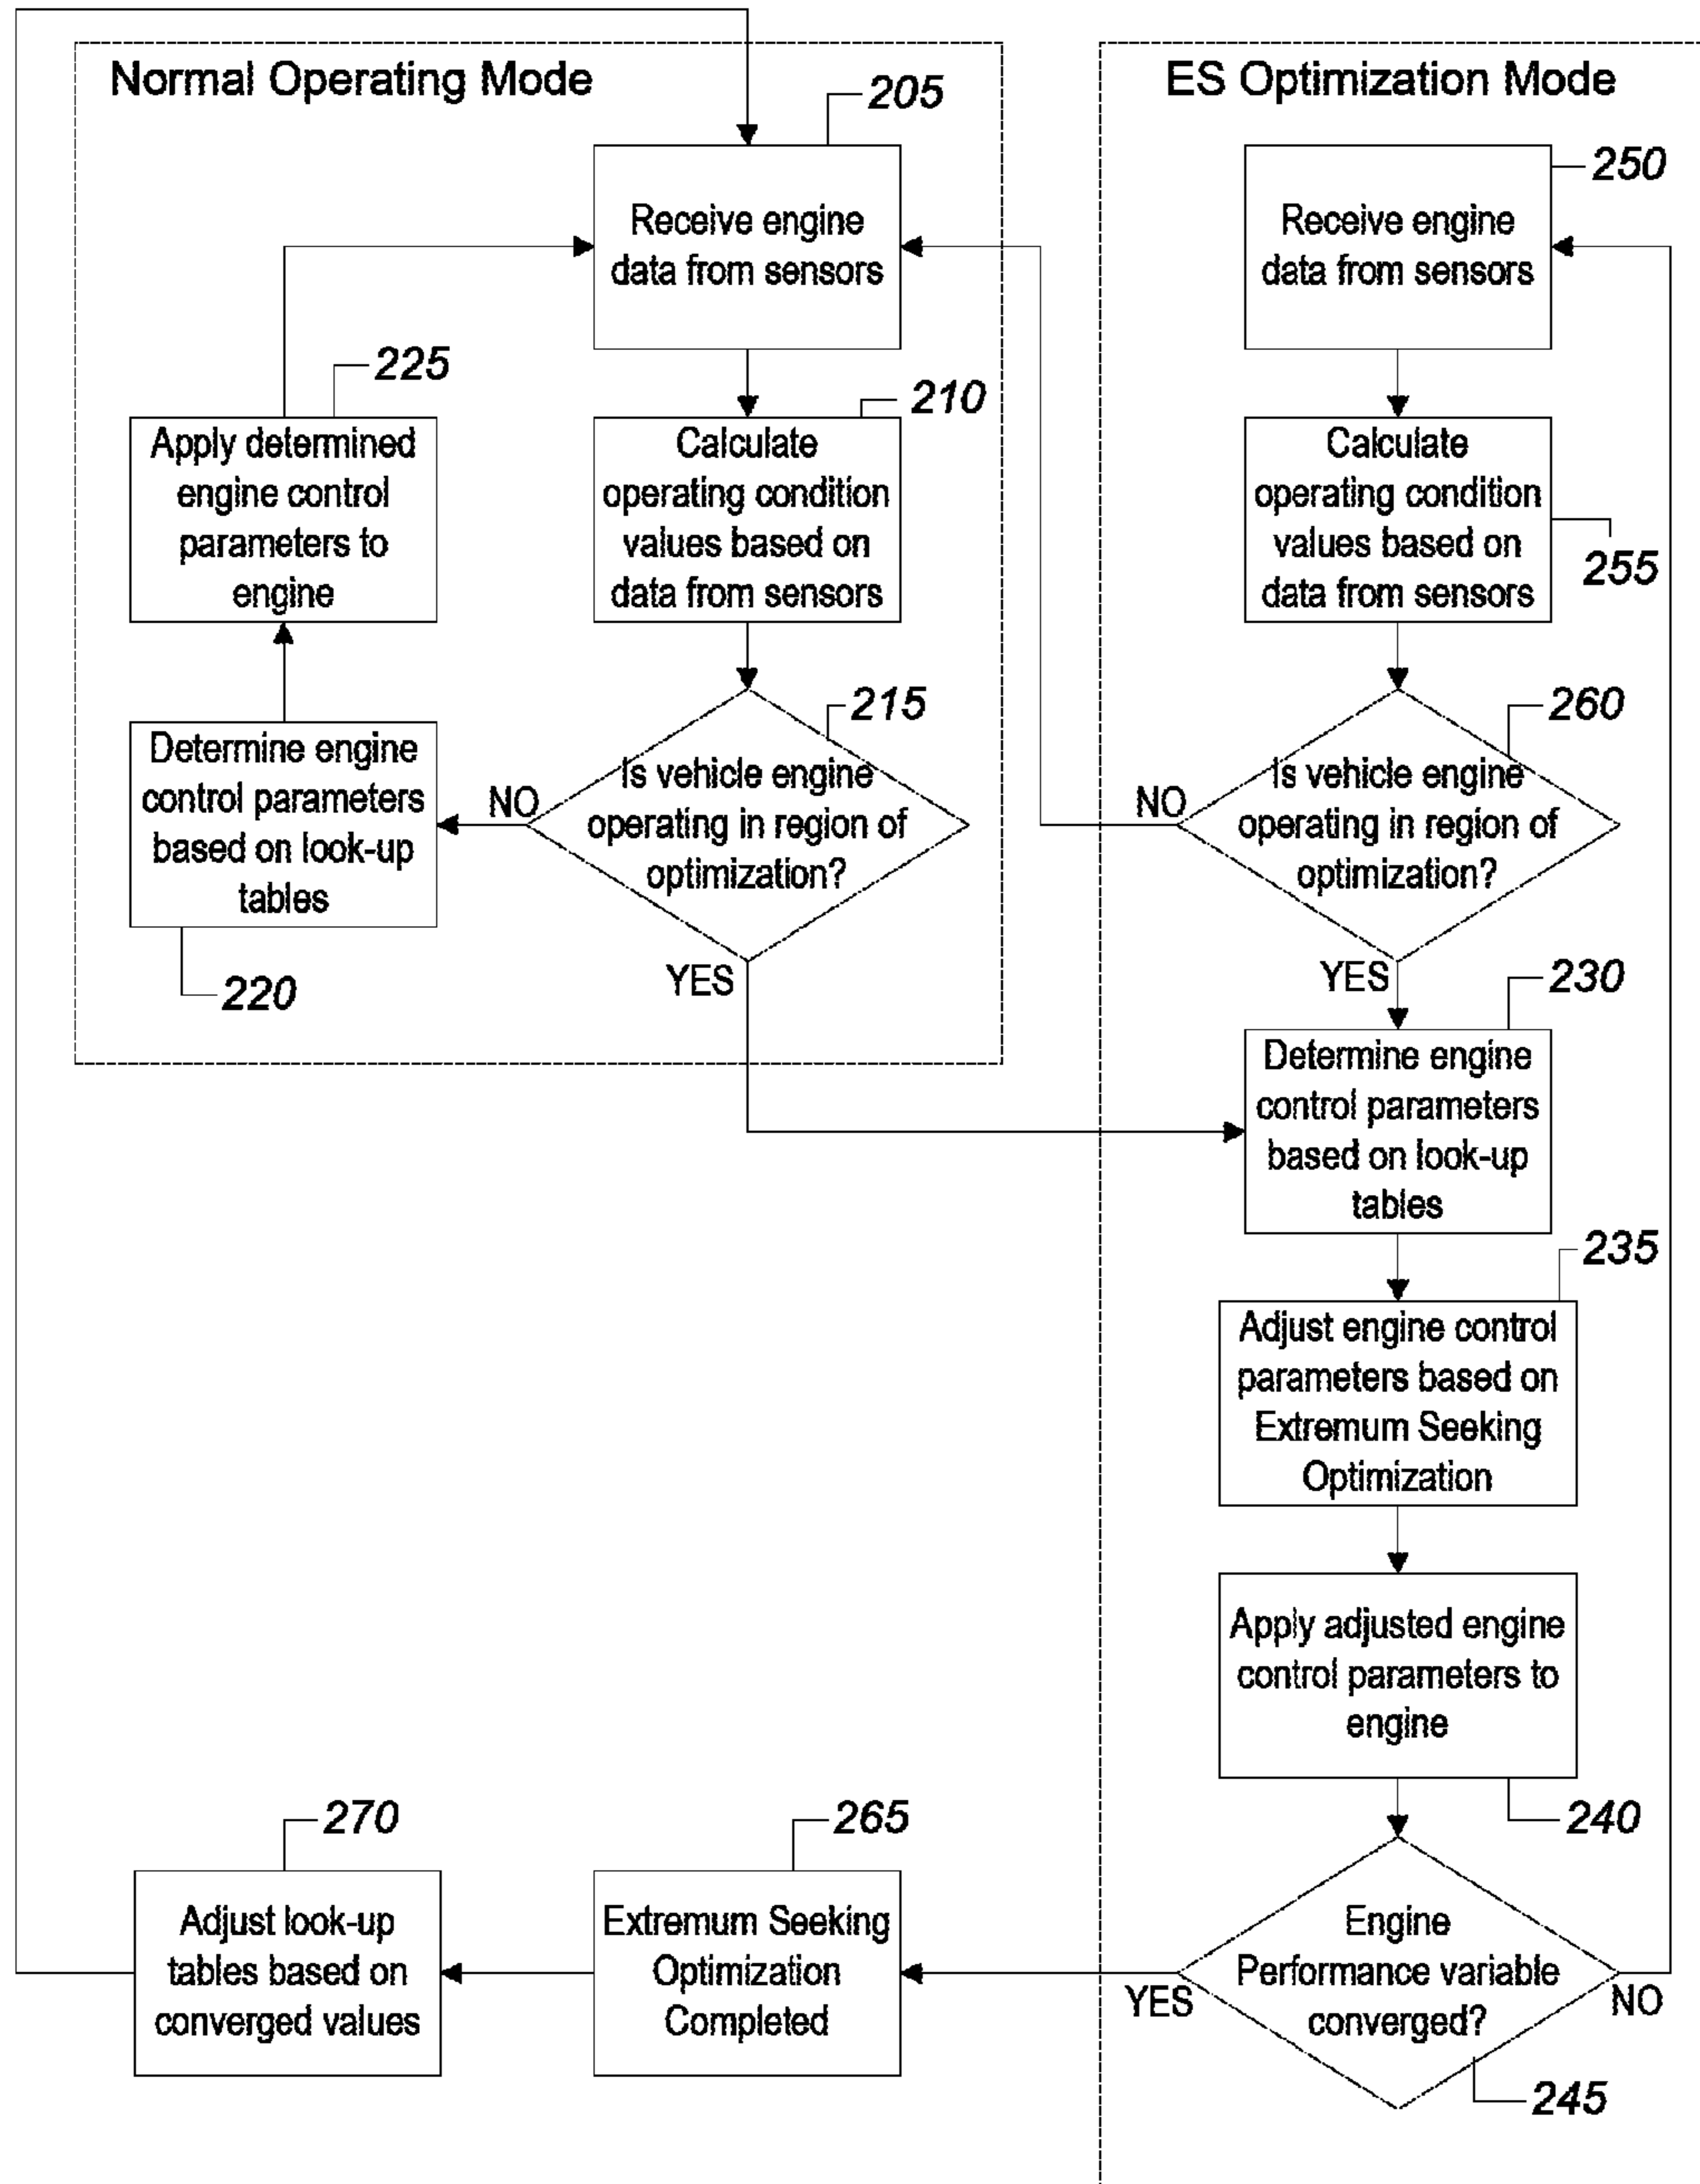 Normal Operating Mode
205
Receive engine
data from sensors
225
Apply determined
engine control
parameters to
engine
210
Calculate
operating condition
values based on
data from sensors
Determine engine
control parameters
based on look-up
tables
220
NO
215
Is vehicle engine
operating in region of
optimization?
YES
ES Optimization Mode
250
Receive engine
data from sensors
Calculate
operating condition
values based on
data from sensors
255
260
NO
Is vehicle engine
operating in region of
optimization?
YES
230
Determine engine
control parameters
based on look-up
tables
235
Adjust engine control
parameters based on
Extremum Seeking
Optimization
Apply adjusted engine
control parameters to
engine
240
Engine
Performance variable
converged?
YES
NO
245
265
Extremum Seeking
Optimization
Completed
270
Adjust look-up
tables based on
converged values